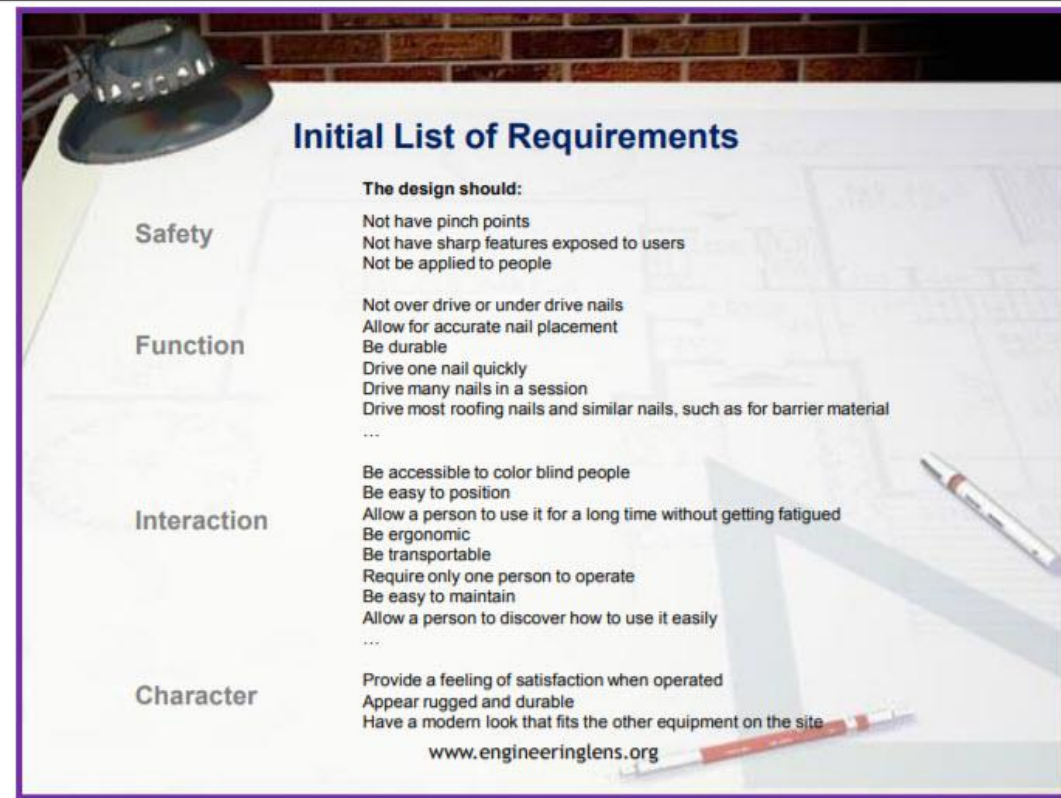 Initial List of Requirements
The design should:
Safety
Not have pinch points
Not have sharp features exposed to users
Not be applied to people
Function
Not over drive or under drive nails
Allow for accurate nail placement
Be durable
Drive one nail quickly
Drive many nails in a session
Drive most roofing nails and similar nails, such as for barrier material
…
Interaction
Be accessible to color blind people
Be easy to position
Allow a person to use it for a long time without getting fatigued
Be ergonomic
Be transportable
Require only one person to operate
Be easy to maintain
Allow a person to discover how to use it easily
…
Character
Provide a feeling of satisfaction when operated
Appear rugged and durable
Have a modern look that fits the other equipment on the site
www.engineeringlens.org